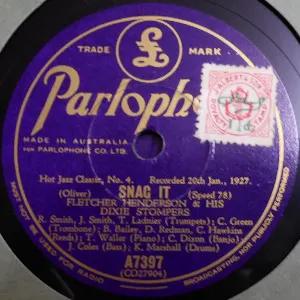 TRADE MARK
£
Parlophone
MADE IN AUSTRALIA
FOR PARLOPHONE CO. LTD.
Hot Jazz Classic, No. 4. Recorded 20th Jan., 1927.
(Oliver) SNAG IT (Speed 78)
FLETCHER HENDERSON & HIS
DIXIE STOMPERS
R. Smith, J. Smith, T. Ladnier (Trumpets); C. Green
(Trombone); B. Bailey, D. Redman, C. Hawkins
(Reeds); T. Waller (Piano); C. Dixon (Banjo)
J. Coles (Bass); K. Marshall (Drums)
A7397
(CO27904)
MUST NOT BE USED FOR RADIO
BROADCASTING, NOR PUBLICLY PERFORMED